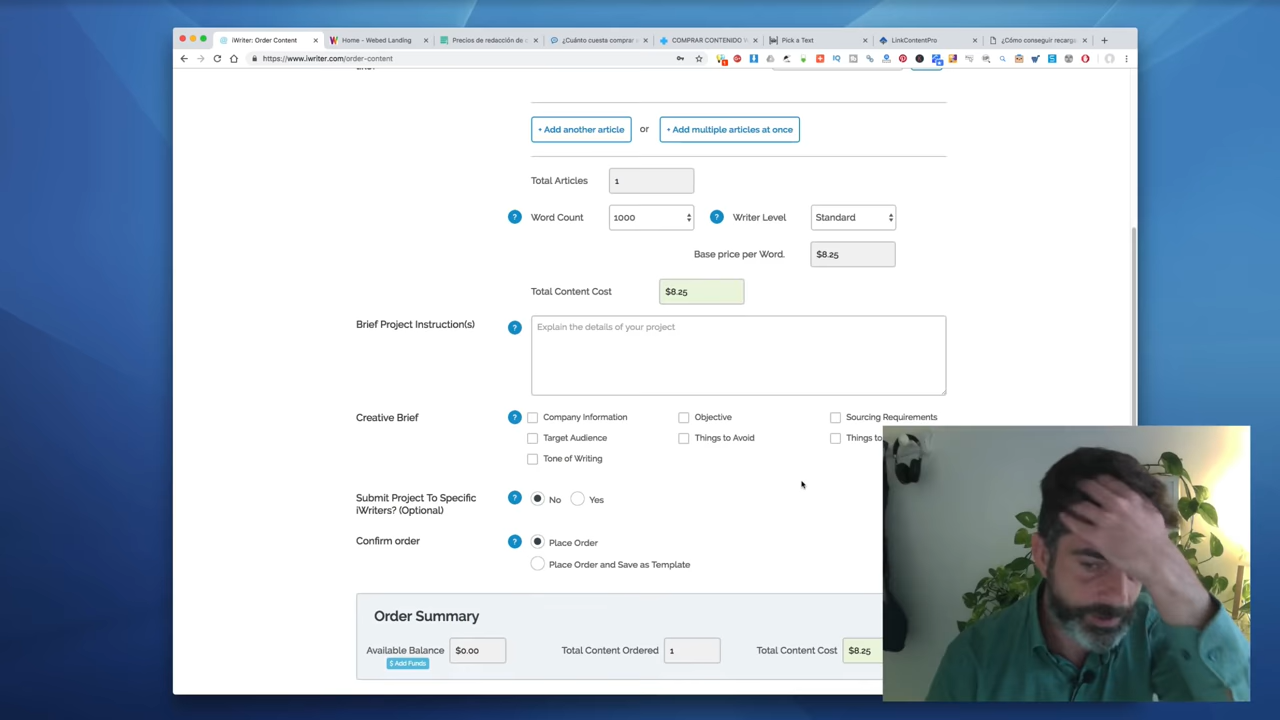 iWriter: Order Content
Home - Webed Landing
Precios de redacción de c
¿Cuánto cuesta comprar
COMPRAR CONTENIDO
Pick a Text
LinkContentPro
¿Cómo conseguir recarg
https://www.iwriter.com/order-content
+ Add another article or + Add multiple articles at once
Total Articles 1
? Word Count 1000 ? Writer Level Standard
Base price per Word. $8.25
Total Content Cost $8.25
Brief Project Instruction(s) ? Explain the details of your project
Creative Brief ? Company Information Objective Sourcing Requirements
Target Audience Things to Avoid Things to
Tone of Writing
Submit Project To Specific
iWriters? (Optional) ? No Yes
Confirm order ? Place Order
Place Order and Save as Template
Order Summary
Available Balance $0.00 Total Content Ordered 1 Total Content Cost $8.25
$ Add Funds